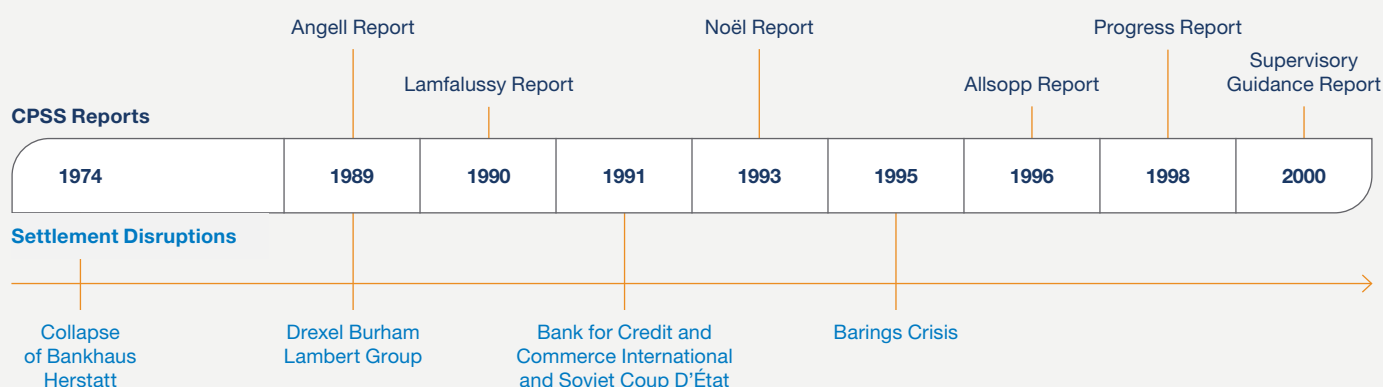 Angell Report
Noël Report
Progress Report
Lamfalussy Report
Allsopp Report
Supervisory
Guidance Report
CPSS Reports
1974
1989
1990
1991
1993
1995
1996
1998
2000
Settlement Disruptions
Collapse
of Bankhaus
Herstatt
Drexel Burham
Lambert Group
Bank for Credit and
Commerce International
and Soviet Coup D'État
Barings Crisis